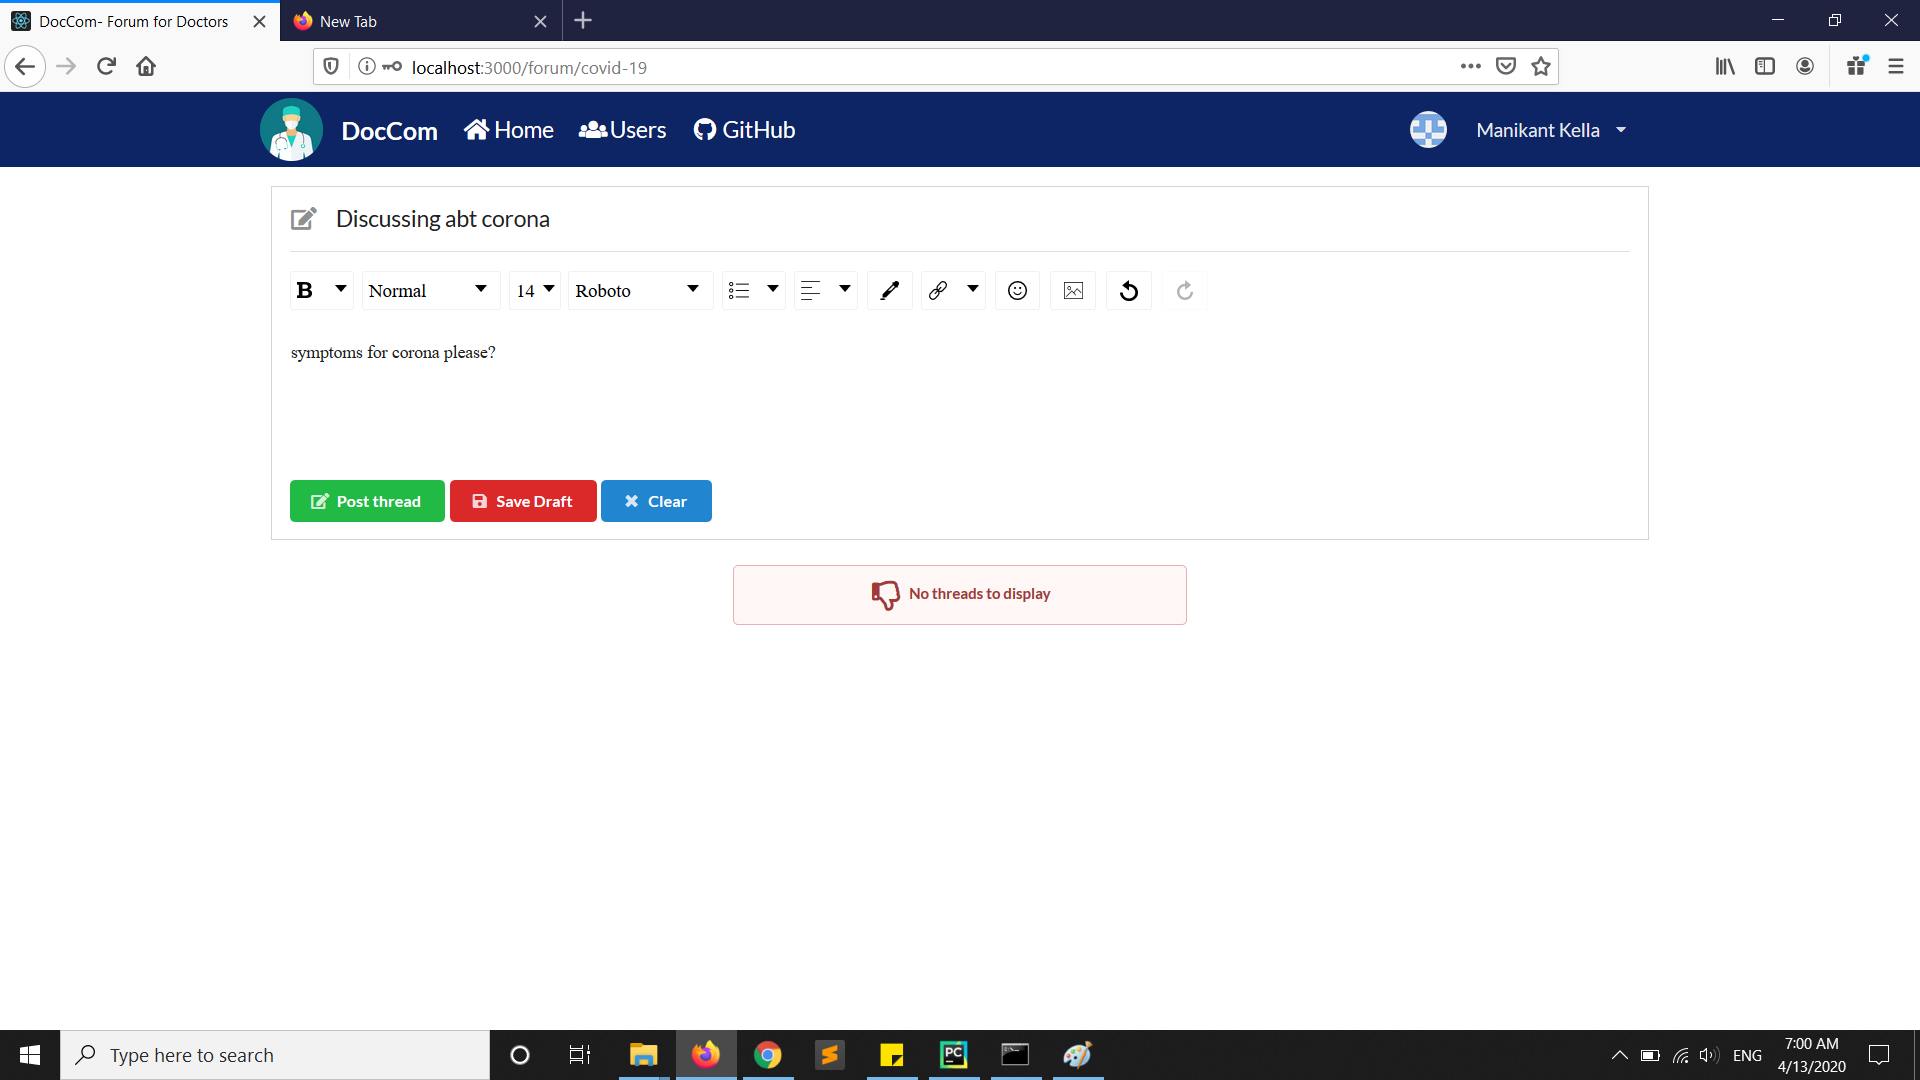 DocCom- Forum for Doctors
New Tab
localhost:3000/forum/covid-19
DocCom Home Users GitHub Manikant Kella
Discussing abt corona
B Normal 14 Roboto
symptoms for corona please?
Post thread Save Draft Clear
No threads to display
Type here to search
PC
ENG
7:00 AM
4/13/2020